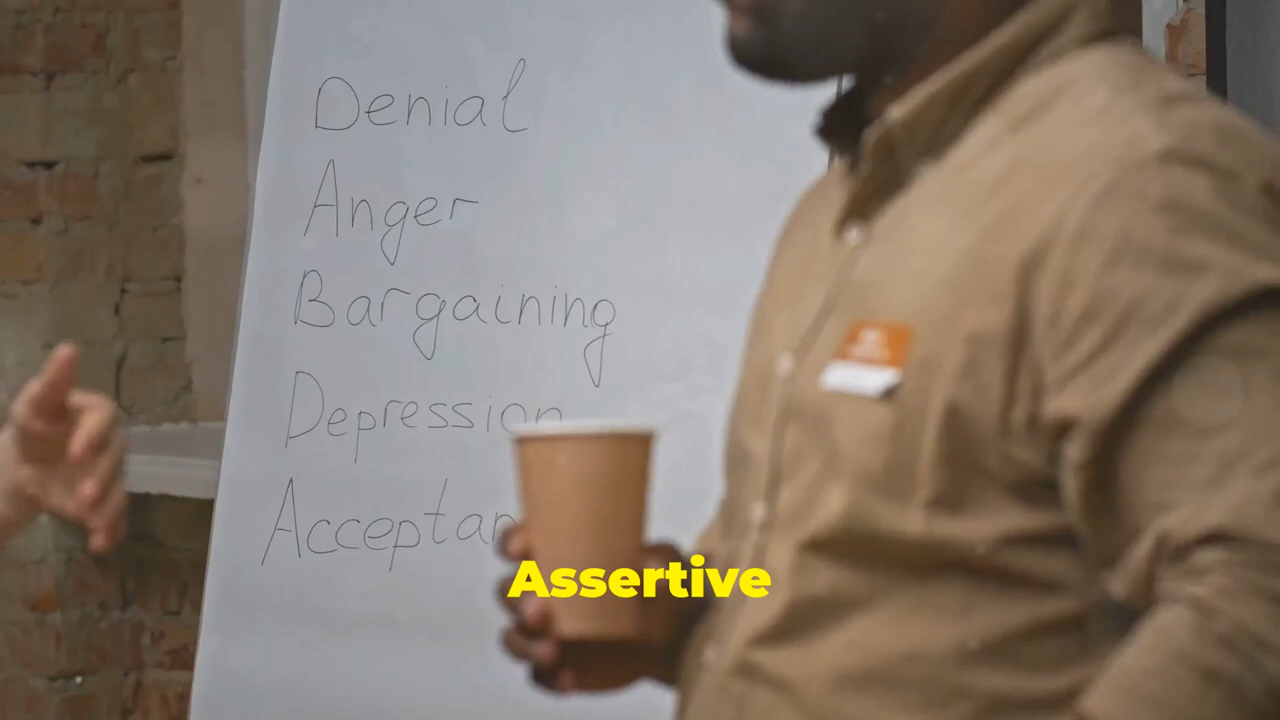 Denial
Anger
Bargaining
Depression
Acceptan
Assertive